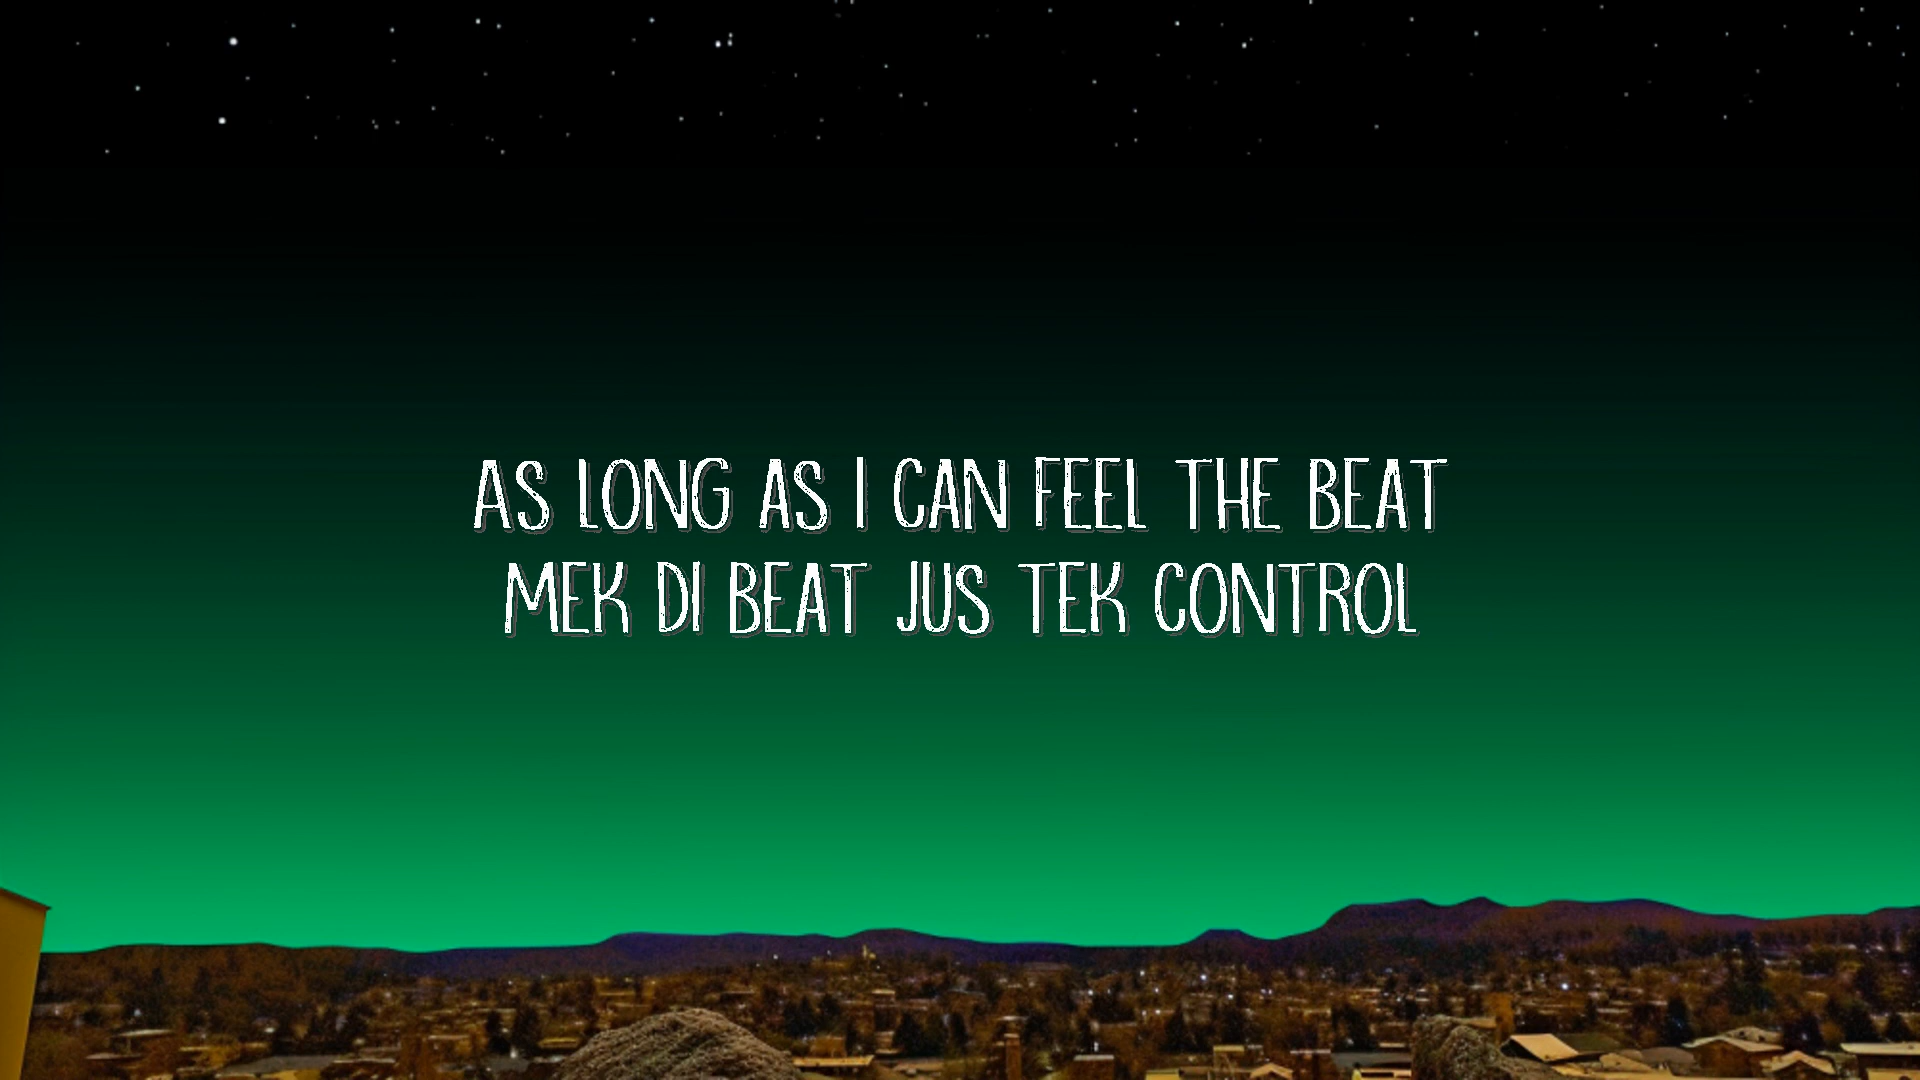 AS LONG AS I CAN FEEL THE BEAT
MEK DI BEAT JUS TEK CONTROL